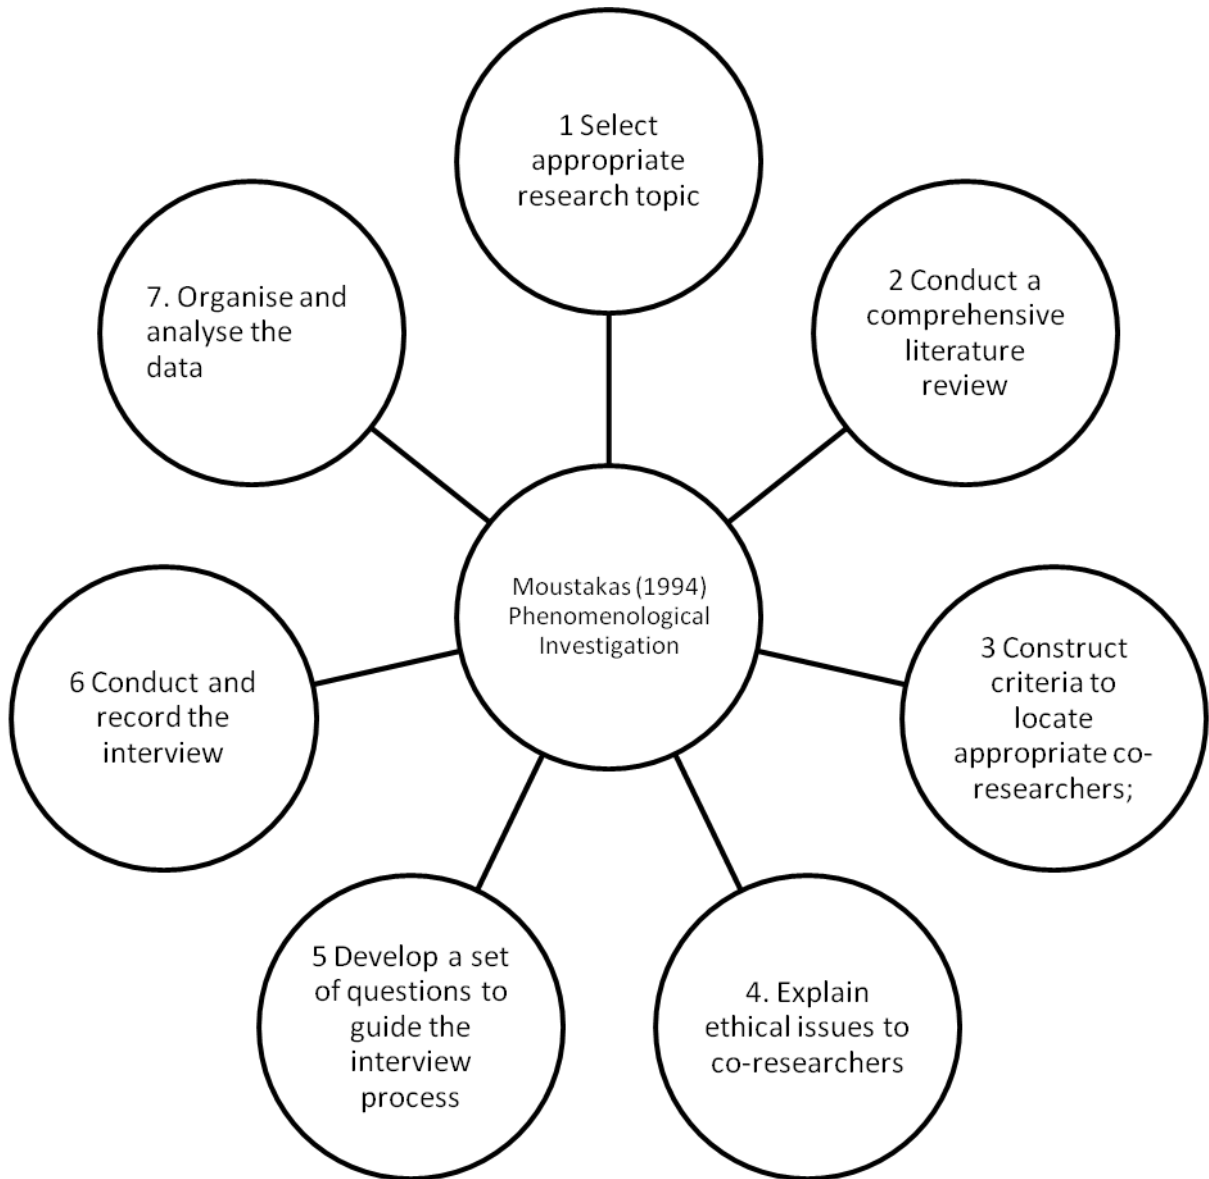 1 Select
appropriate
research topic
2 Conduct a
comprehensive
literature
review
3 Construct
criteria to
locate
appropriate co-
researchers;
4. Explain
ethical issues to
co-researchers
5 Develop a set
of questions to
guide the
interview
process
6 Conduct and
record the
interview
7. Organise and
analyse the
data
Moustakas (1994)
Phenomenological
Investigation